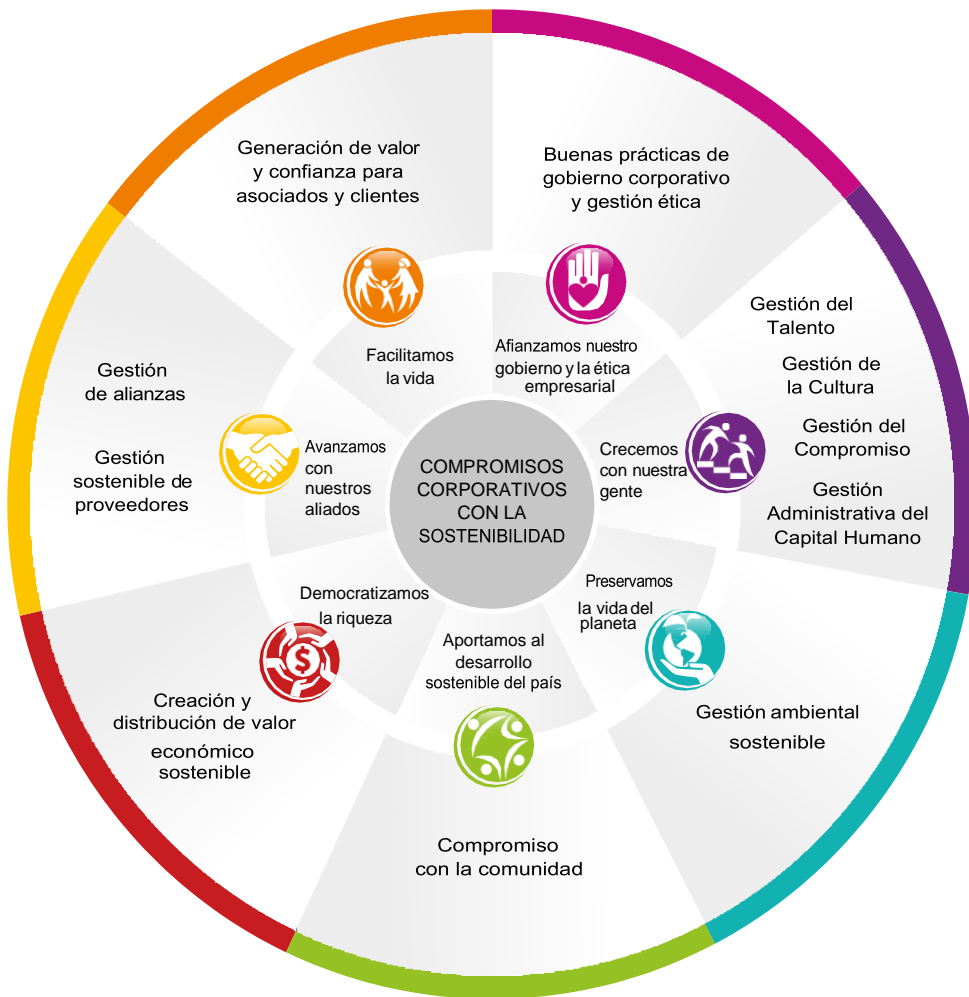 Generación de valor
y confianza para
asociados y clientes
Buenas prácticas de
gobierno corporativo
y gestión ética
Gestión del
Talento
Gestión de
la Cultura
Gestión del
Compromiso
Gestión
Administrativa del
Capital Humano
Gestión ambiental
sostenible
Compromiso
con la comunidad
Creación y
distribución de valor
económico
sostenible
Gestión
de alianzas
Gestión
sostenible de
proveedores
Facilitamos
la vida
Afianzamos nuestro
gobierno y la ética
empresarial
Crecemos
con nuestra
gente
Preservamos
la vida del
planeta
Aportamos al
desarrollo
sostenible del país
Democratizamos
la riqueza
$
Avanzamos
con
nuestros
aliados
COMPROMISOS
CORPORATIVOS
CON LA
SOSTENIBILIDAD